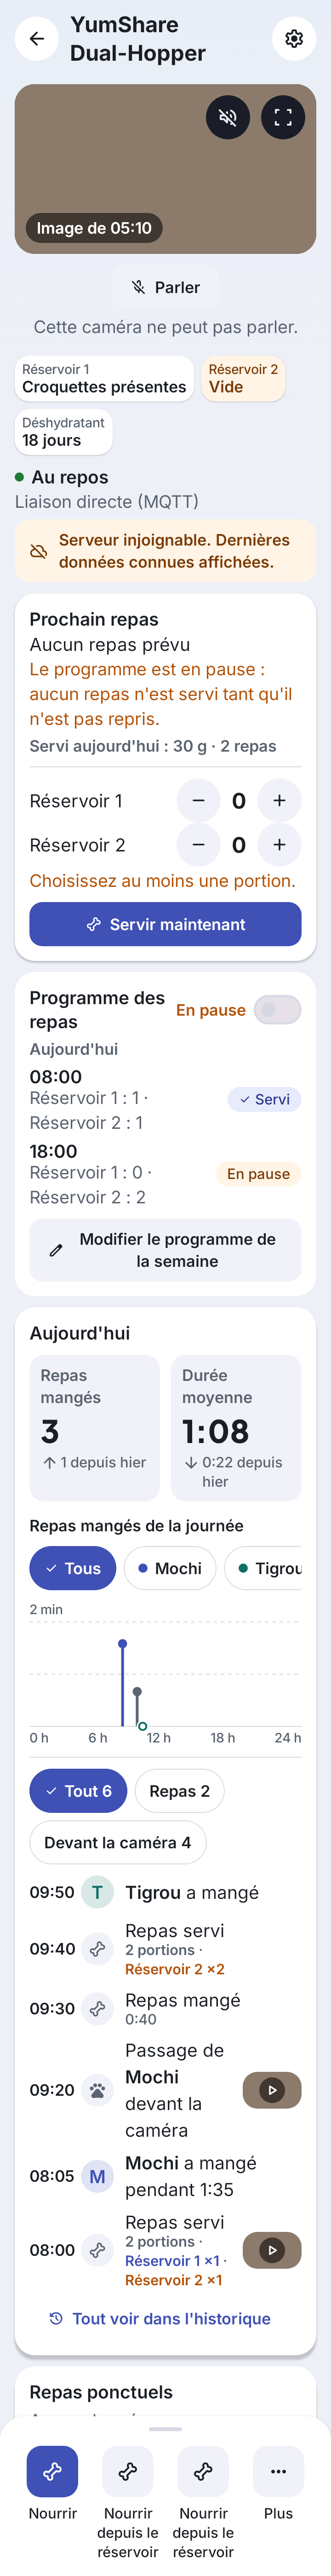 YumShare
Dual-Hopper
Image de 05:10
Parler
Cette caméra ne peut pas parler.
Réservoir 1
Croquettes présentes
Réservoir 2
Vide
Déshydratant
18 jours
Au repos
Liaison directe (MQTT)
Serveur injoignable. Dernières
données connues affichées.
Prochain repas
Aucun repas prévu
Le programme est en pause :
aucun repas n'est servi tant qu'il
n'est pas repris.
Servi aujourd'hui : 30 g · 2 repas
Réservoir 1
0
Réservoir 2
0
Choisissez au moins une portion.
Servir maintenant
Programme des
repas
En pause
Aujourd'hui
08:00
Réservoir 1 : 1 ·
Réservoir 2 : 1
Servi
18:00
Réservoir 1 : 0 ·
Réservoir 2 : 2
En pause
Modifier le programme de
la semaine
Aujourd'hui
Repas
mangés
3
1 depuis hier
Durée
moyenne
1:08
0:22 depuis
hier
Repas mangés de la journée
Tous
Mochi
Tigrou
2 min
0 h 6 h 12 h 18 h 24 h
Tout 6
Repas 2
Devant la caméra 4
09:50
T
Tigrou a mangé
09:40
Repas servi
2 portions ·
Réservoir 2 ×2
09:30
Repas mangé
0:40
09:20
Passage de
Mochi
devant la
caméra
08:05
M
Mochi a mangé
pendant 1:35
08:00
Repas servi
2 portions ·
Réservoir 1 ×1 ·
Réservoir 2 ×1
Tout voir dans l'historique
Repas ponctuels
Nourrir
Nourrir
depuis le
réservoir
Nourrir
depuis le
réservoir
Plus